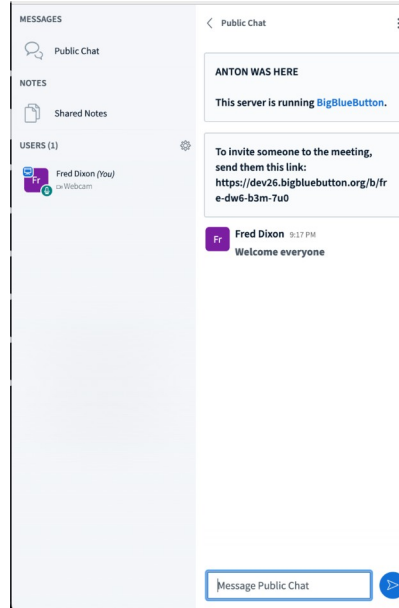 MESSAGES
Public Chat
NOTES
Shared Notes
USERS (1)
Fr
Fred Dixon (You)
Webcam
Public Chat
ANTON WAS HERE
This server is running BigBlueButton.
To invite someone to the meeting,
send them this link:
https://dev26.bigbluebutton.org/b/fr
e-dw6-b3m-7u0
Fr
Fred Dixon 9:17 PM
Welcome everyone
Message Public Chat